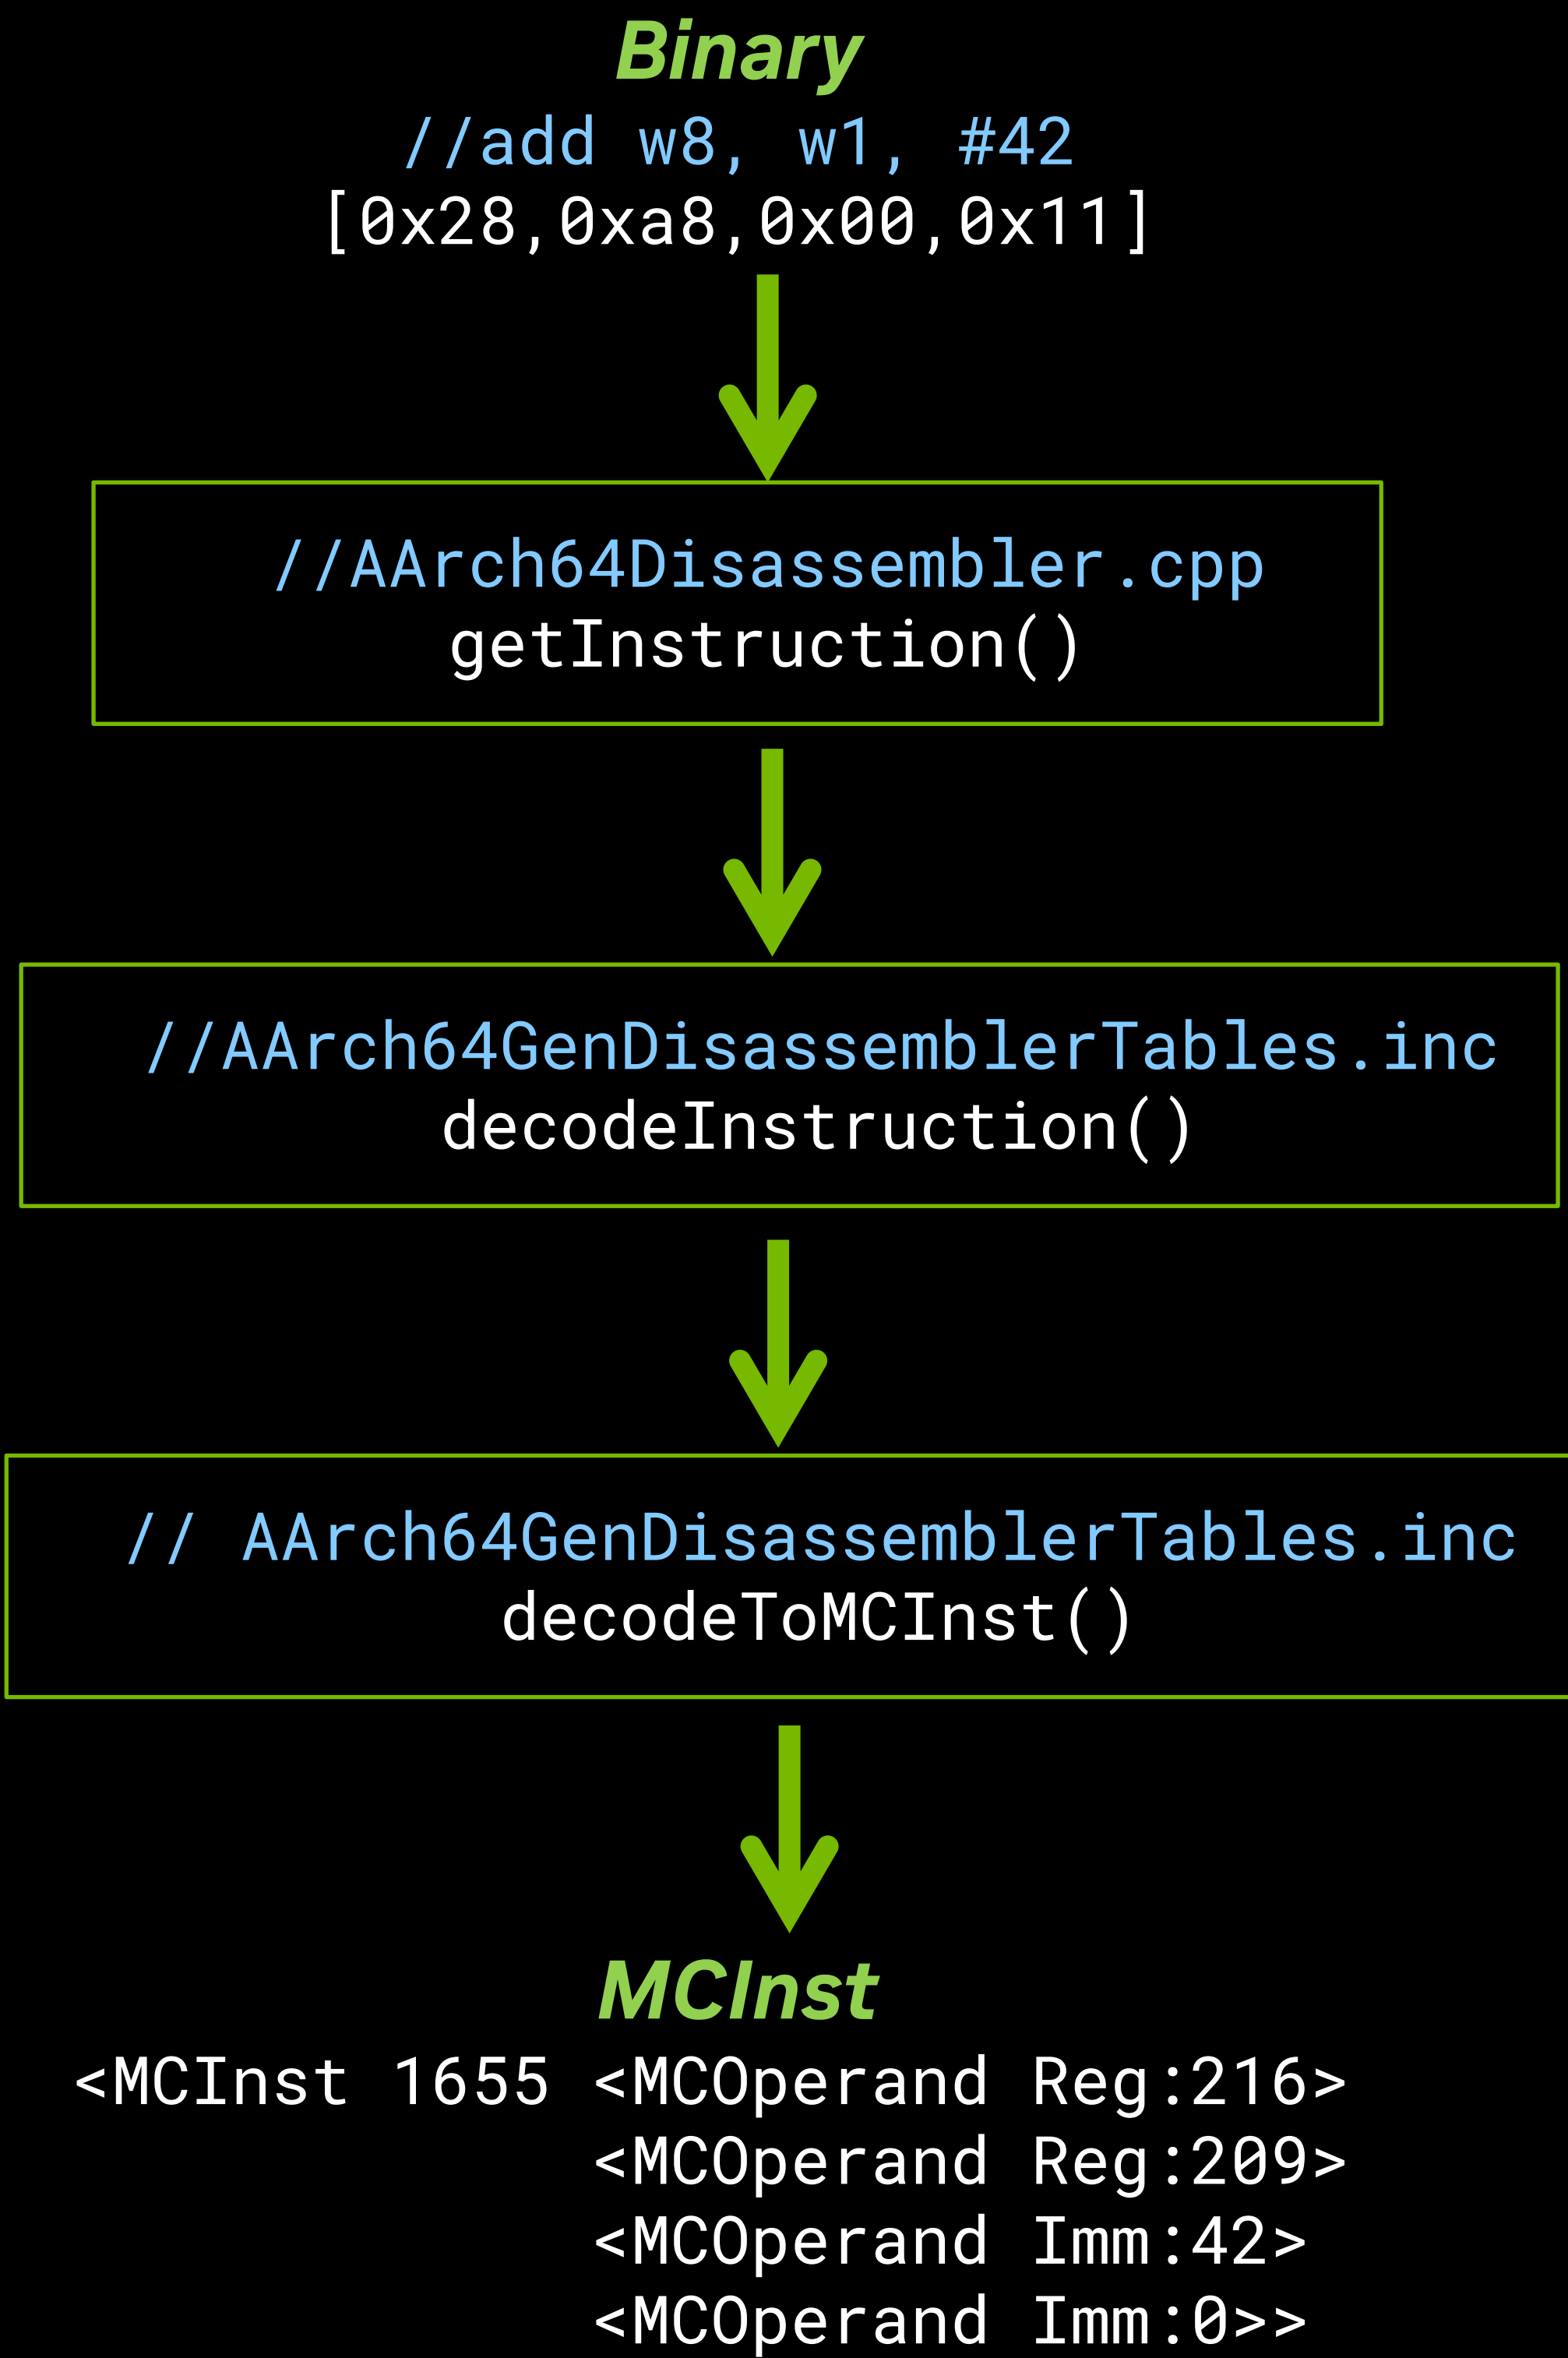 Binary
//add w8, w1, #42
[0x28,0xa8,0x00,0x11]
//AArch64Disassembler.cpp
getInstruction()
//AArch64GenDisassemblerTables.inc
decodeInstruction()
// AArch64GenDisassemblerTables.inc
decodeToMCInst()
MCInst
<MCInst 1655 <MCOperand Reg:216>
<MCOperand Reg:209>
<MCOperand Imm:42>
<MCOperand Imm:0>>